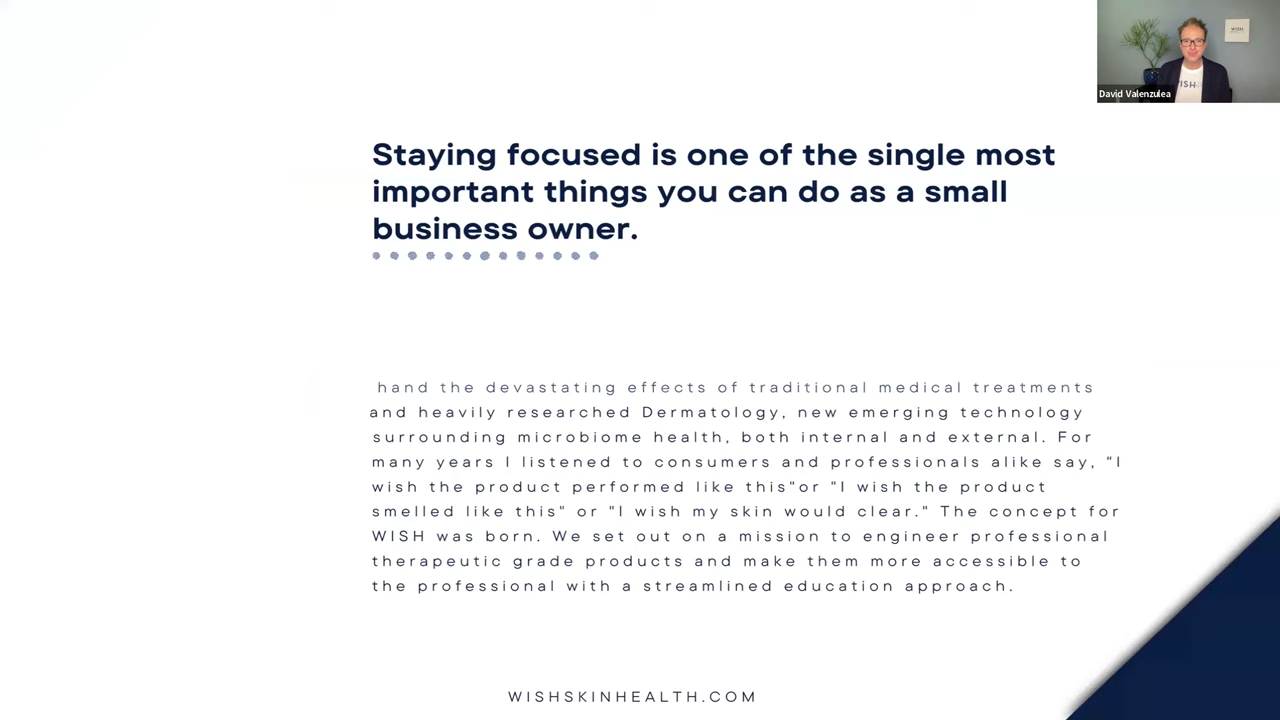 WISH
WISH
David Valenzulea
Staying focused is one of the single most
important things you can do as a small
business owner.
hand the devastating effects of traditional medical treatments
and heavily researched Dermatology, new emerging technology
surrounding microbiome health, both internal and external. For
many years I listened to consumers and professionals alike say, "I
wish the product performed like this"or "I wish the product
smelled like this" or "I wish my skin would clear." The concept for
WISH was born. We set out on a mission to engineer professional
therapeutic grade products and make them more accessible to
the professional with a streamlined education approach.
WISHSKINHEALTH.COM